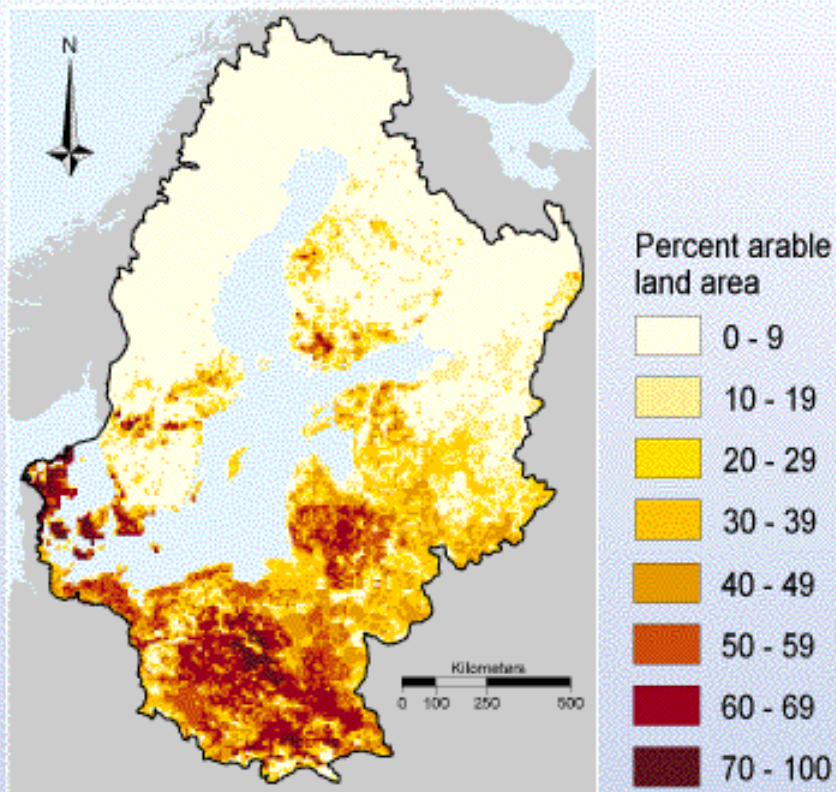 N
Percent arable
land area
0 - 9
10 - 19
20 - 29
30 - 39
40 - 49
50 - 59
60 - 69
70 - 100
Kilometers
0 100 250 500